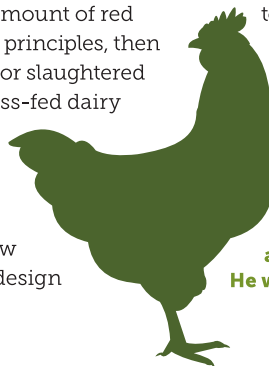 mount of red
principles, then
or slaughtered
ss-fed dairy
w
design
He w